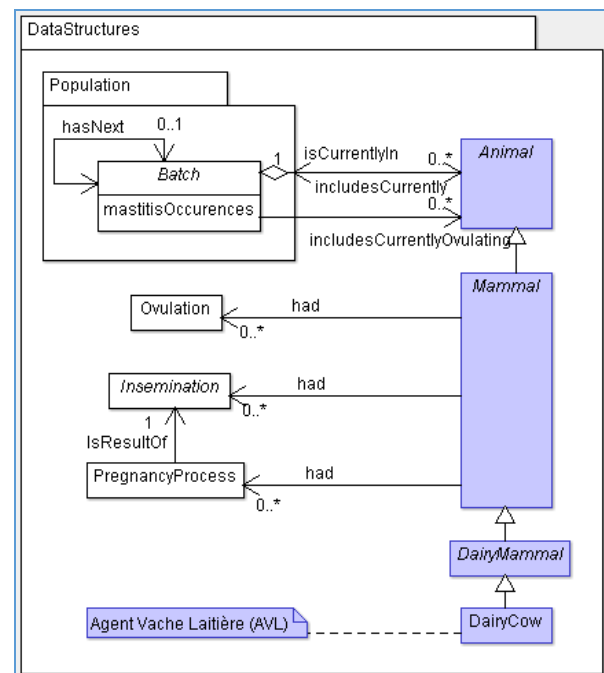 DataStructures
Population
hasNext
0..1
Batch
mastitisOccurences
1
isCurrentlyIn
0..*
includesCurrently
0..*
includesCurrentlyOvulating
Animal
Mammal
Ovulation
had
0..*
Insemination
had
0..*
1
IsResultOf
PregnancyProcess
had
0..*
DairyMammal
Agent Vache Laitière (AVL)
DairyCow